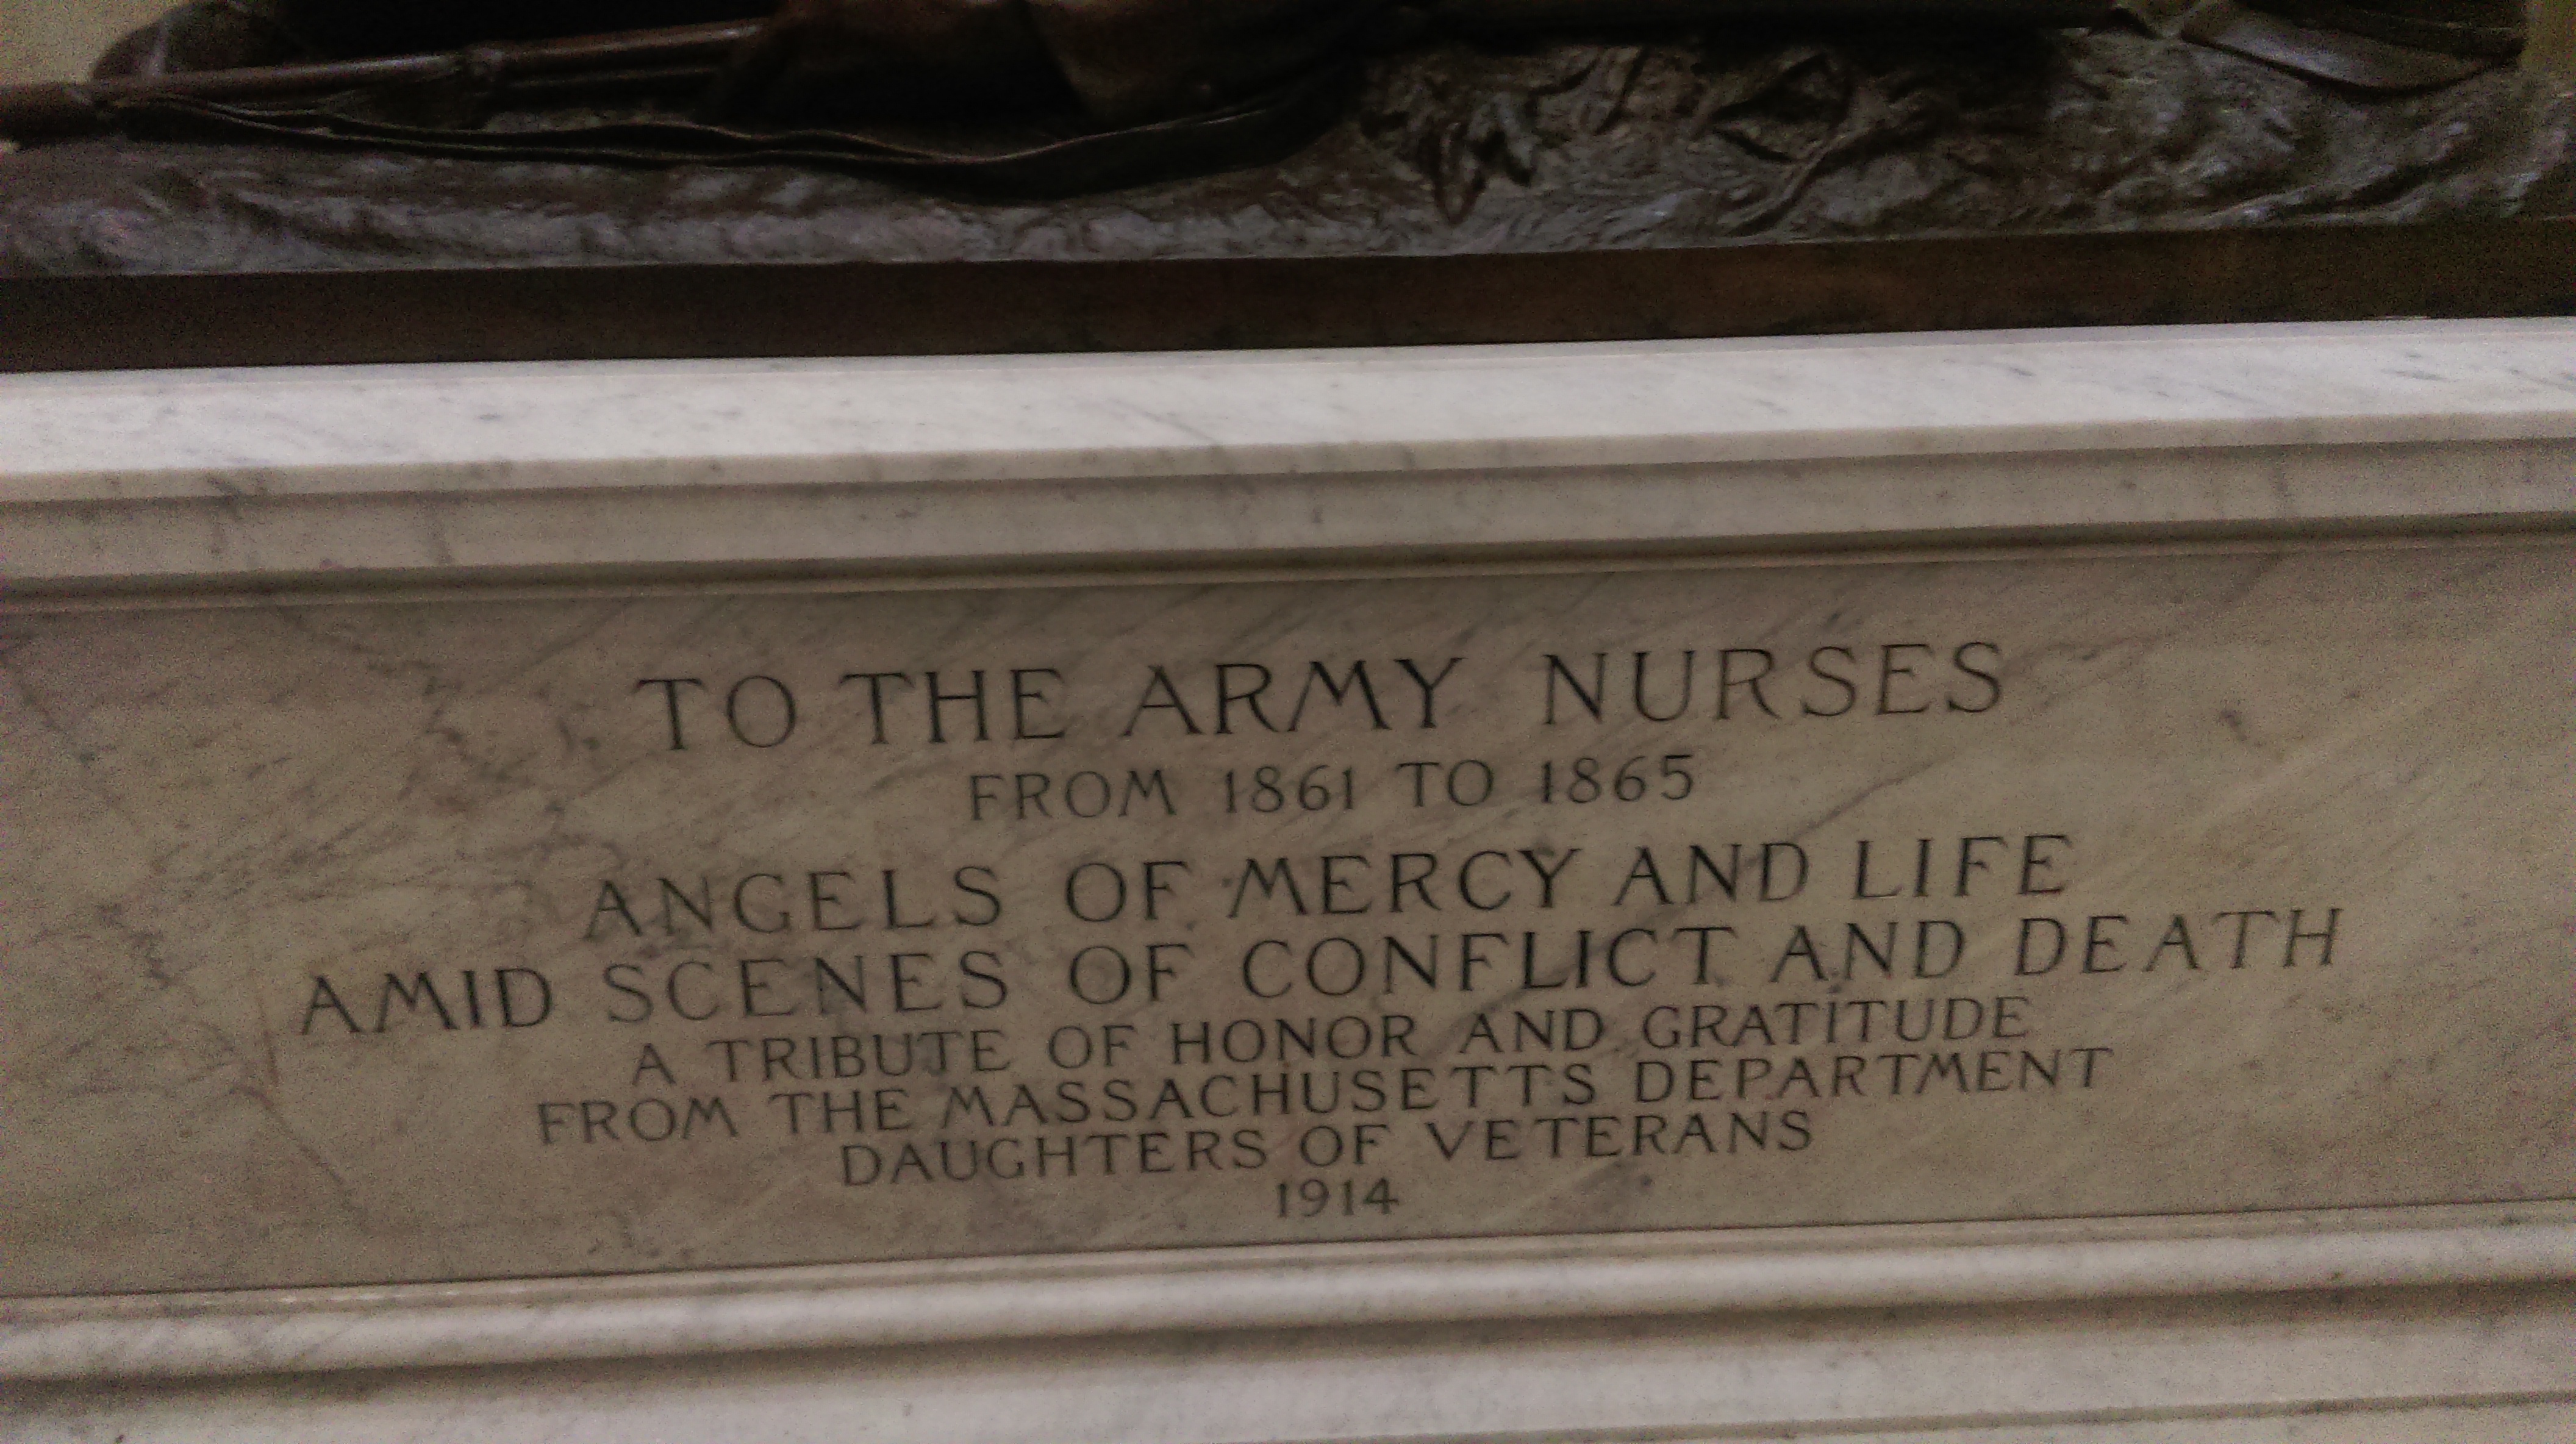 TO THE ARMY NURSES
FROM 1861 TO 1865
ANGELS OF MERCY AND LIFE
AMID SCENES OF CONFLICT AND DEATH
A TRIBUTE OF HONOR AND GRATITUDE
FROM THE MASSACHUSETTS DEPARTMENT
DAUGHTERS OF VETERANS
1914